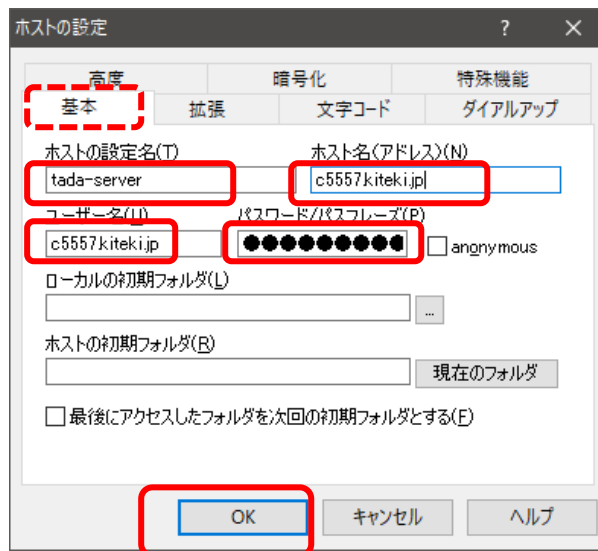 ホストの設定 ? ×
高度 暗号化 特殊機能
基本 拡張 文字コード ダイアルアップ
ホストの設定名(T) ホスト名(アドレス)(N)
tada-server c5557.kiteki.jp
ユーザー名(U) パスワード/パスフレーズ(P)
c5557.kiteki.jp ●●●●●●●●● anonymous
ローカルの初期フォルダ(L)
...
ホストの初期フォルダ(R)
現在のフォルダ
最後にアクセスしたフォルダを次回の初期フォルダとする(F)
OK キャンセル ヘルプ